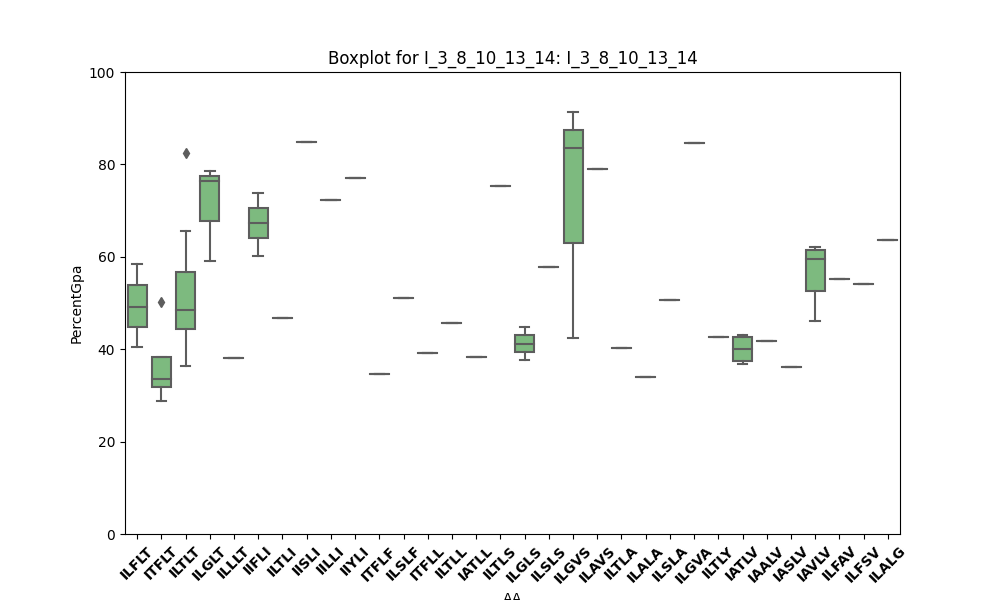 Boxplot for I_3_8_10_13_14: I_3_8_10_13_14
100
80
60
40
20
0
PercentGpa
ILFLT ITFLT ILTLT ILGLT ILLLT IIFLI ILTLI IISLI IILLI IIYLI ITFLF ILSLF ITFLL ILTLL IATLL ILTLS ILGLS ILSLS ILGVS ILAVS ILTLA ILALA ILSLA ILGVA ILTLY IATLV IAALV IASLV IAVLV ILFAV ILFSV ILALG
AA